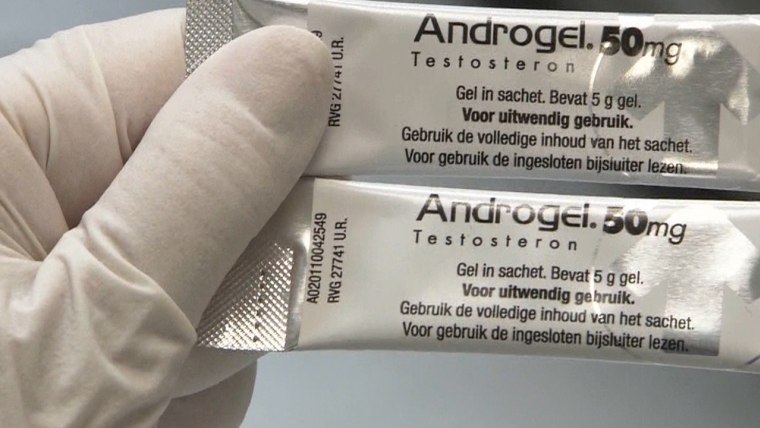 Androgel. 50mg
Testosteron
Gel in sachet. Bevat 5 g gel.
Voor uitwendig gebruik.
Gebruik de volledige inhoud van het sachet.
Voor gebruik de ingesloten bijsluiter lezen.
RVG 27741 U.R.
Androgel. 50mg
Testosteron
Gel in sachet. Bevat 5 g gel.
Voor uitwendig gebruik.
Gebruik de volledige inhoud van het sachet.
Voor gebruik de ingesloten bijsluiter lezen.
A020110042549
RVG 27741 U.R.